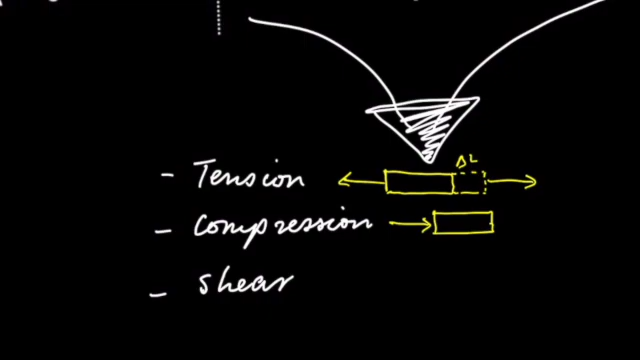 ΔL
- Tension
- Compression
- Shear